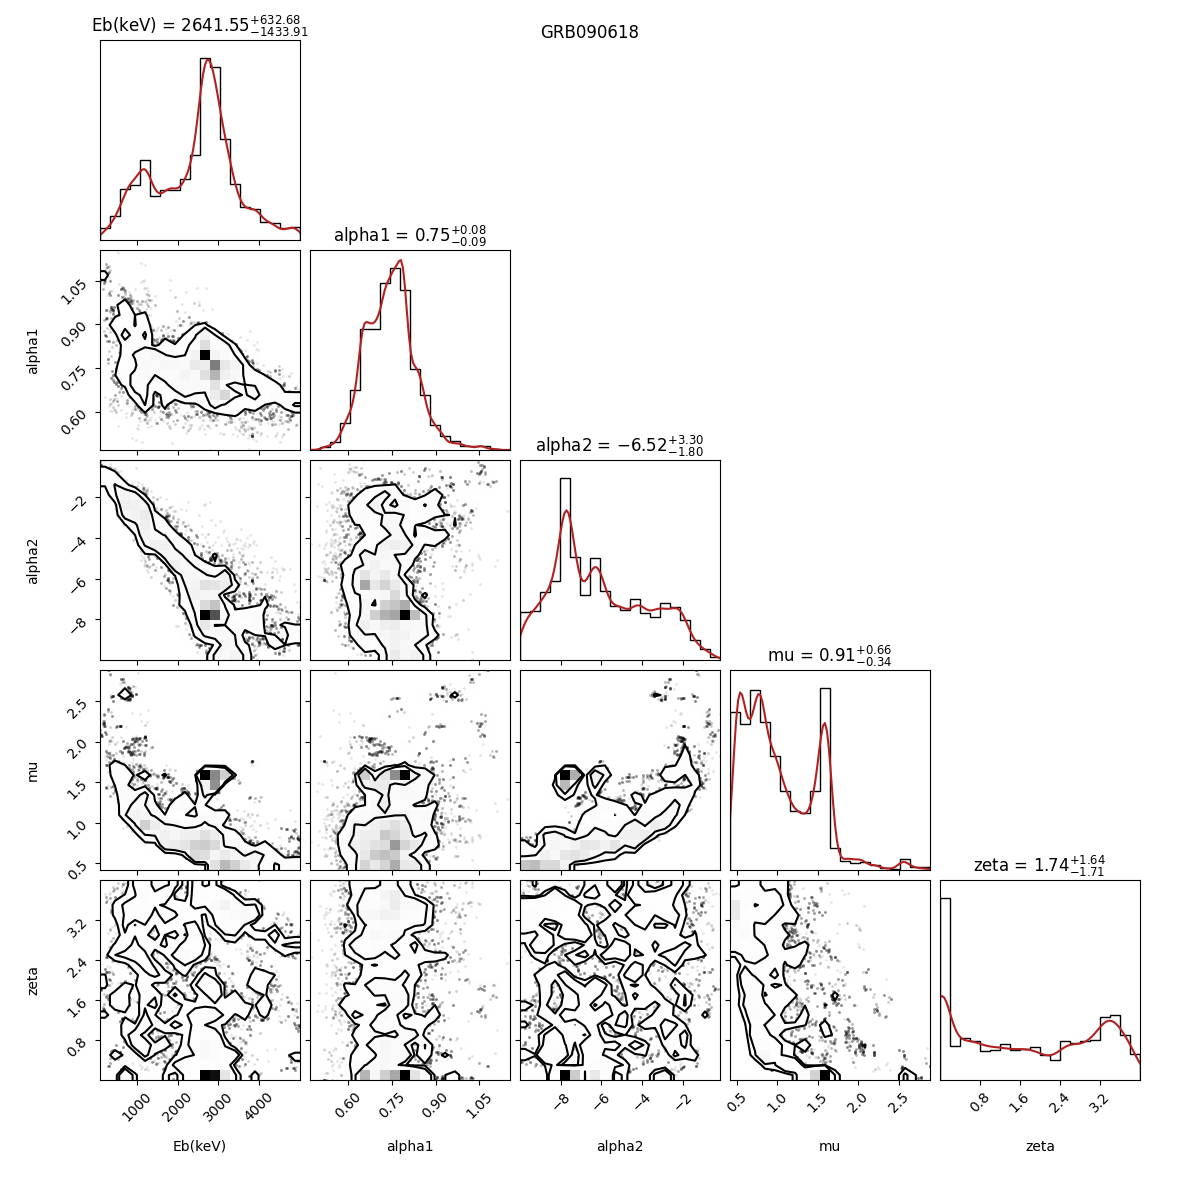 GRB090618
Eb(keV) = 2641.55+632.68−1433.91
alpha1 = 0.75+0.08−0.09
1.05
0.90
0.75
0.60
alpha1
alpha2 = −6.52+3.30−1.80
−2
−4
−6
−8
alpha2
mu = 0.91+0.66−0.34
2.5
2.0
1.5
1.0
0.5
mu
zeta = 1.74+1.64−1.71
3.2
2.4
1.6
0.8
zeta
1000 2000 3000 4000
0.60 0.75 0.90 1.05
−8 −6 −4 −2
0.5 1.0 1.5 2.0 2.5
0.8 1.6 2.4 3.2
Eb(keV) alpha1 alpha2 mu zeta